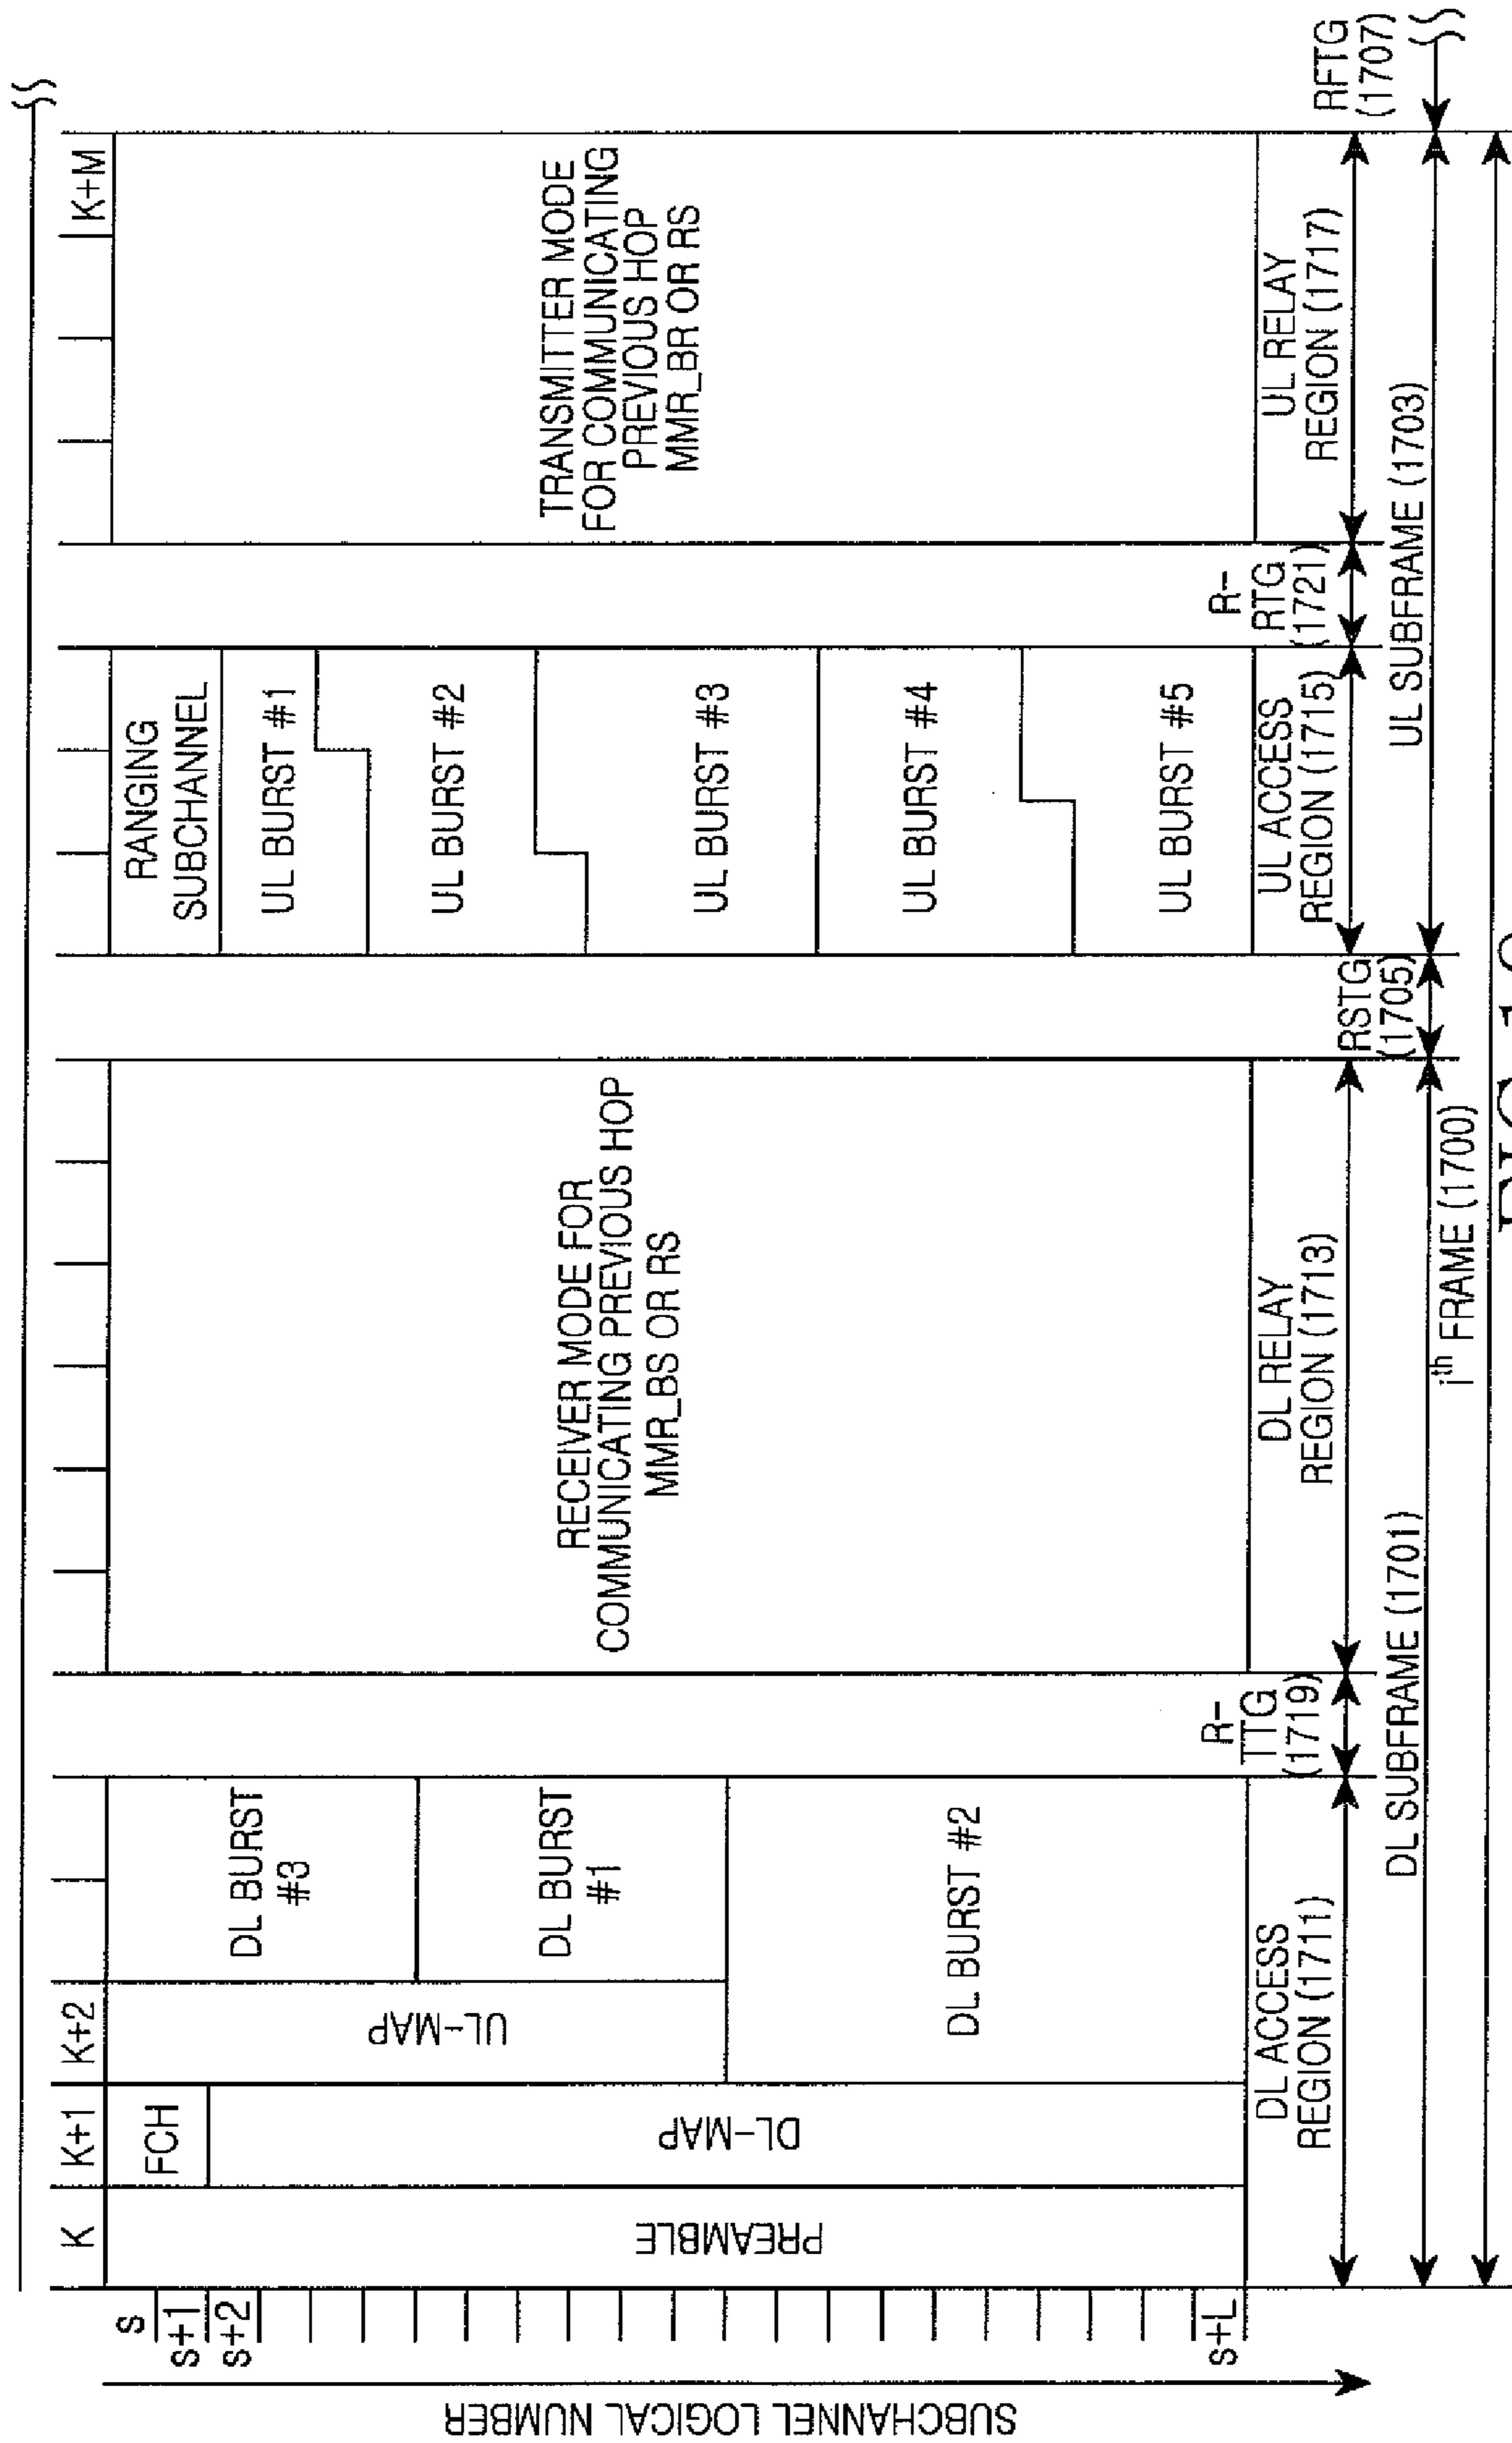 K
K+1
K+2
K+M
SUBCHANNEL LOGICAL NUMBER
s
s+1
s+2
s+L
PREAMBLE
FCH
DL-MAP
UL-MAP
DL BURST
#3
DL BURST
#1
DL BURST #2
RECEIVER MODE FOR
COMMUNICATING PREVIOUS HOP
MMR_BS OR RS
RANGING
SUBCHANNEL
UL BURST #1
UL BURST #2
UL BURST #3
UL BURST #4
UL BURST #5
TRANSMITTER MODE
FOR COMMUNICATING
PREVIOUS HOP
MMR_BR OR RS
DL ACCESS
REGION (1711)
R-
TTG
(1719)
DL RELAY
REGION (1713)
RSTG
(1705)
UL ACCESS
REGION (1715)
R-
RTG
(1721)
UL RELAY
REGION (1717)
RFTG
(1707)
DL SUBFRAME (1701)
UL SUBFRAME (1703)
ith FRAME (1700)